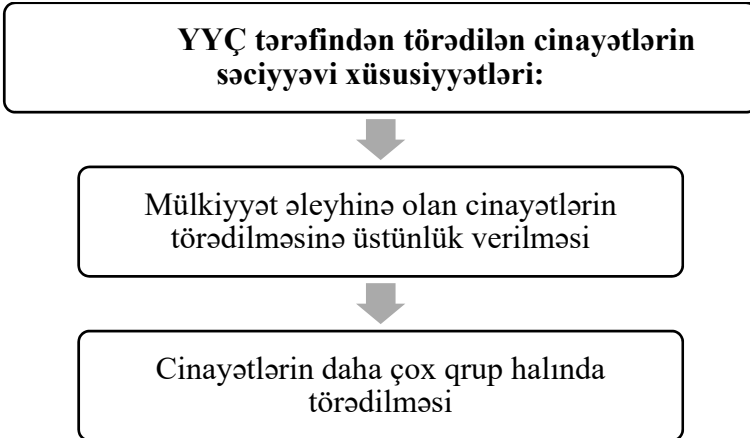 YYÇ tərəfindən törədilən cinayətlərin
səciyyəvi xüsusiyyətləri:
Mülkiyyət əleyhinə olan cinayətlərin
törədilməsinə üstünlük verilməsi
Cinayətlərin daha çox qrup halında
törədilməsi